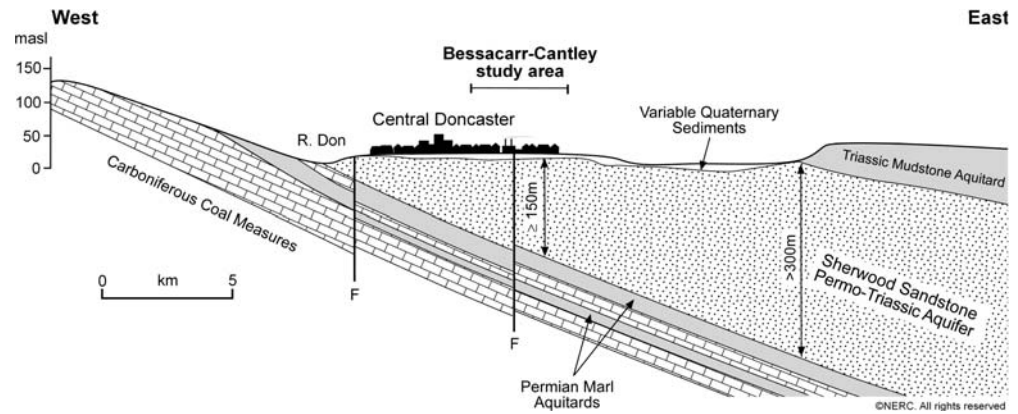 West
East
masl
150
100
50
0
Bessacarr-Cantley
study area
Central Doncaster
R. Don
Variable Quaternary
Sediments
Triassic Mudstone Aquitard
Carboniferous Coal Measures
≥ 150m
>300m
Sherwood Sandstone
Permo-Triassic Aquifer
0
5
km
F
F
Permian Marl
Aquitards
©NERC. All rights reserved